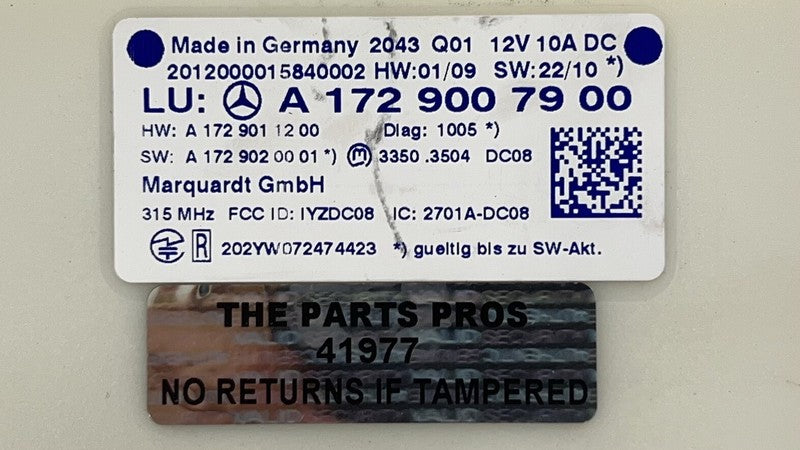 Made in Germany 2043 Q01 12V 10A DC
2012000015840002 HW:01/09 SW:22/10 *)
LU: A 172 900 79 00
HW: A 172 901 12 00 Diag: 1005 *)
SW: A 172 902 00 01 *) m 3350 .3504 DC08
Marquardt GmbH
315 MHz FCC ID: IYZDC08 IC: 2701A-DC08
R 202YW072474423 *) gueltig bis zu SW-Akt.
THE PARTS PROS
41977
NO RETURNS IF TAMPERED